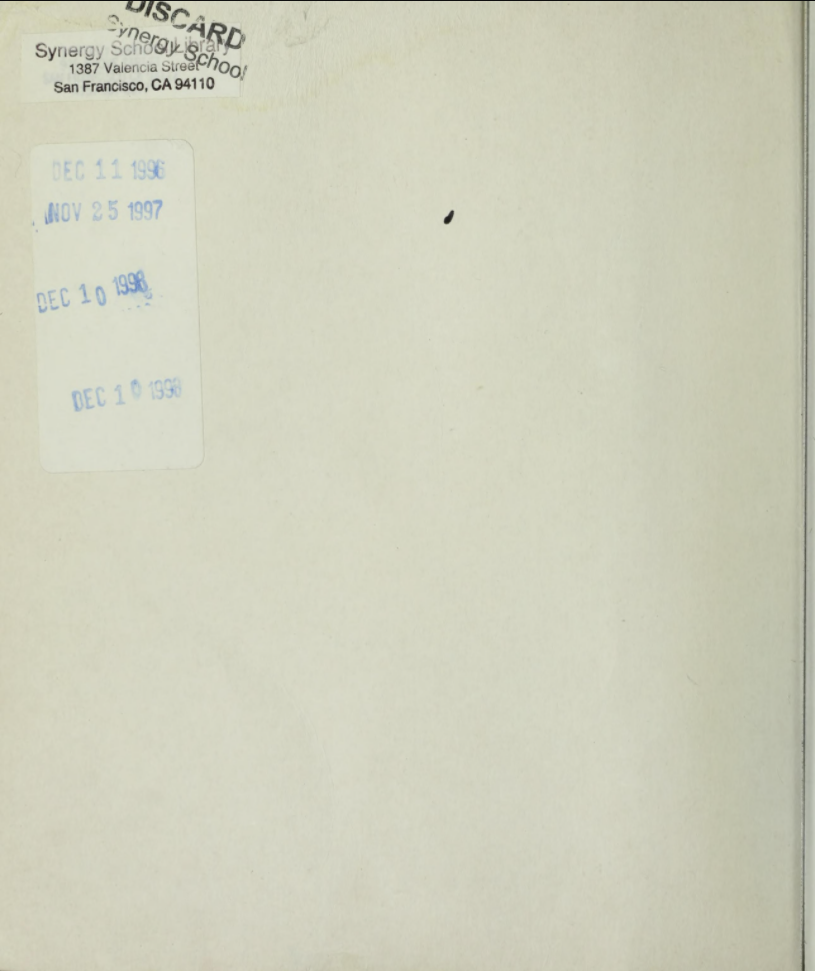 DISCARD
Synergy School
Synergy School Library
1387 Valencia Street
San Francisco, CA 94110
DEC 11 1996
NOV 25 1997
DEC 10 1998
DEC 10 1998